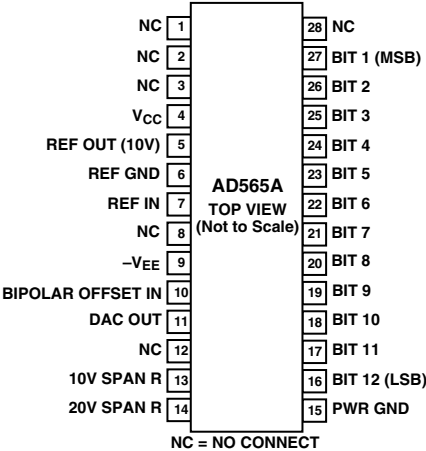 NC 1
NC 2
NC 3
VCC 4
REF OUT (10V) 5
REF GND 6
REF IN 7
NC 8
–VEE 9
BIPOLAR OFFSET IN 10
DAC OUT 11
NC 12
10V SPAN R 13
20V SPAN R 14
AD565A
TOP VIEW
(Not to Scale)
28 NC
27 BIT 1 (MSB)
26 BIT 2
25 BIT 3
24 BIT 4
23 BIT 5
22 BIT 6
21 BIT 7
20 BIT 8
19 BIT 9
18 BIT 10
17 BIT 11
16 BIT 12 (LSB)
15 PWR GND
NC = NO CONNECT